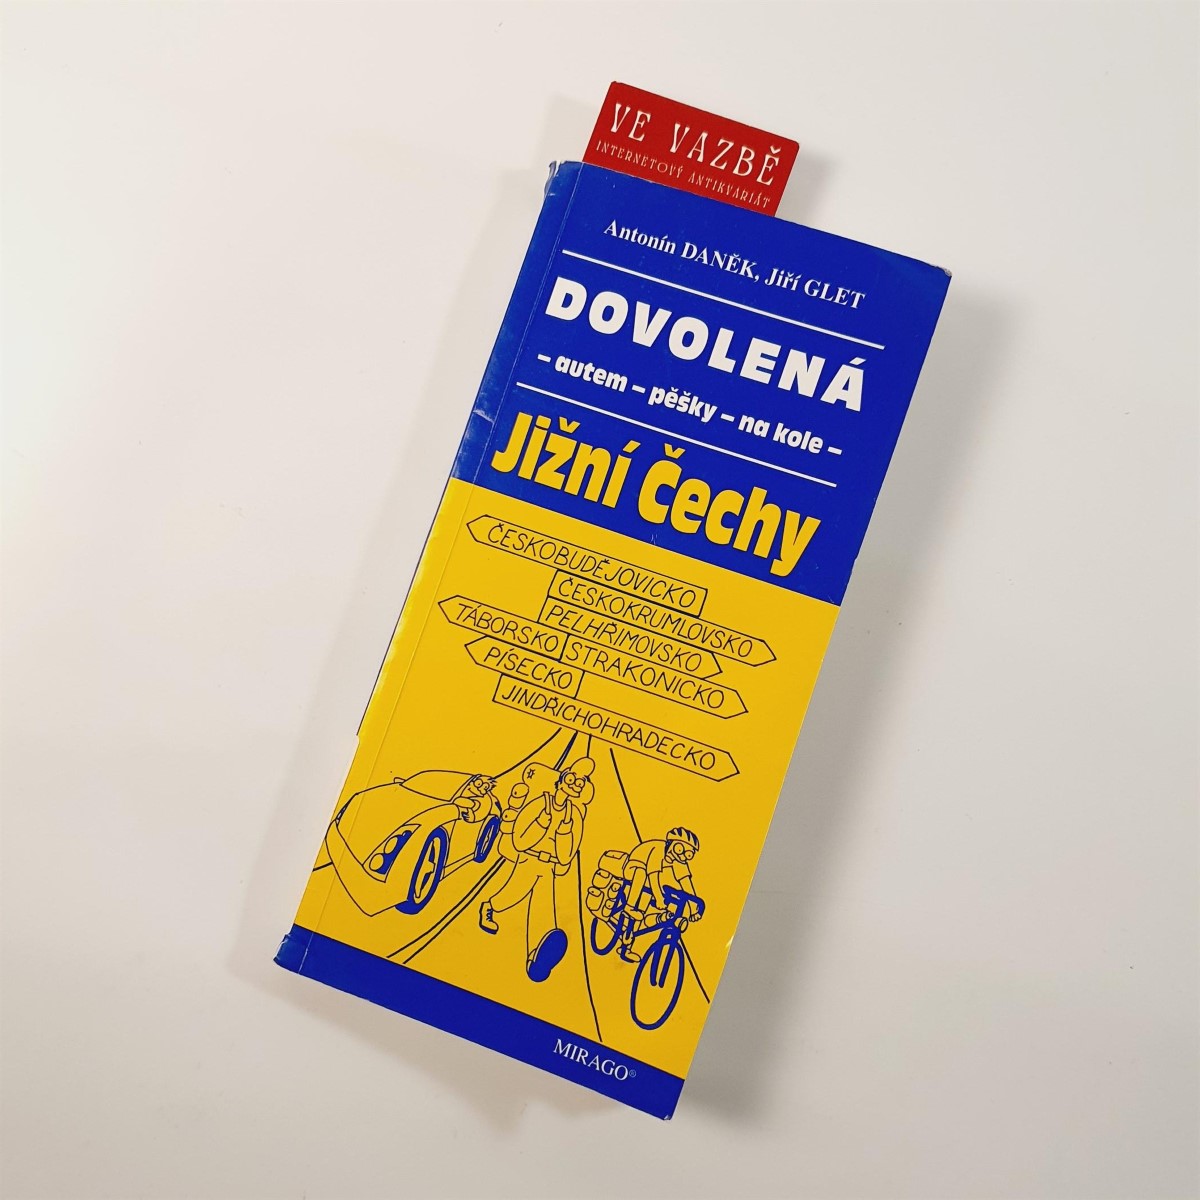 VE VAZBĚ
INTERNETOVÝ ANTIKVARIÁT
Antonín DANĚK, Jiří GLET
DOVOLENÁ
– autem – pěšky – na kole –
Jižní Čechy
ČESKOBUDĚJOVICKO
ČESKOKRUMLOVSKO
PELHŘIMOVSKO
TÁBORSKO STRAKONICKO
PÍSECKO
JINDŘICHOHRADECKO
MIRAGO®